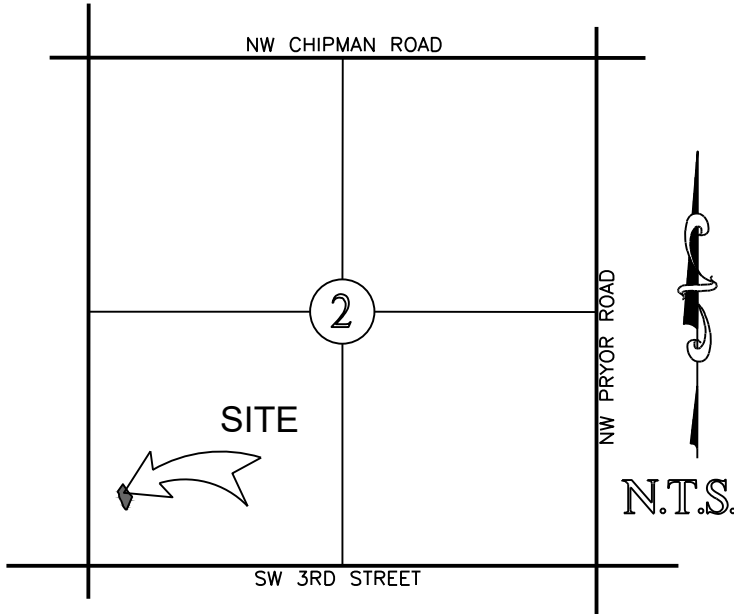 NW CHIPMAN ROAD
2
NW PRYOR ROAD
SITE
N.T.S.
SW 3RD STREET